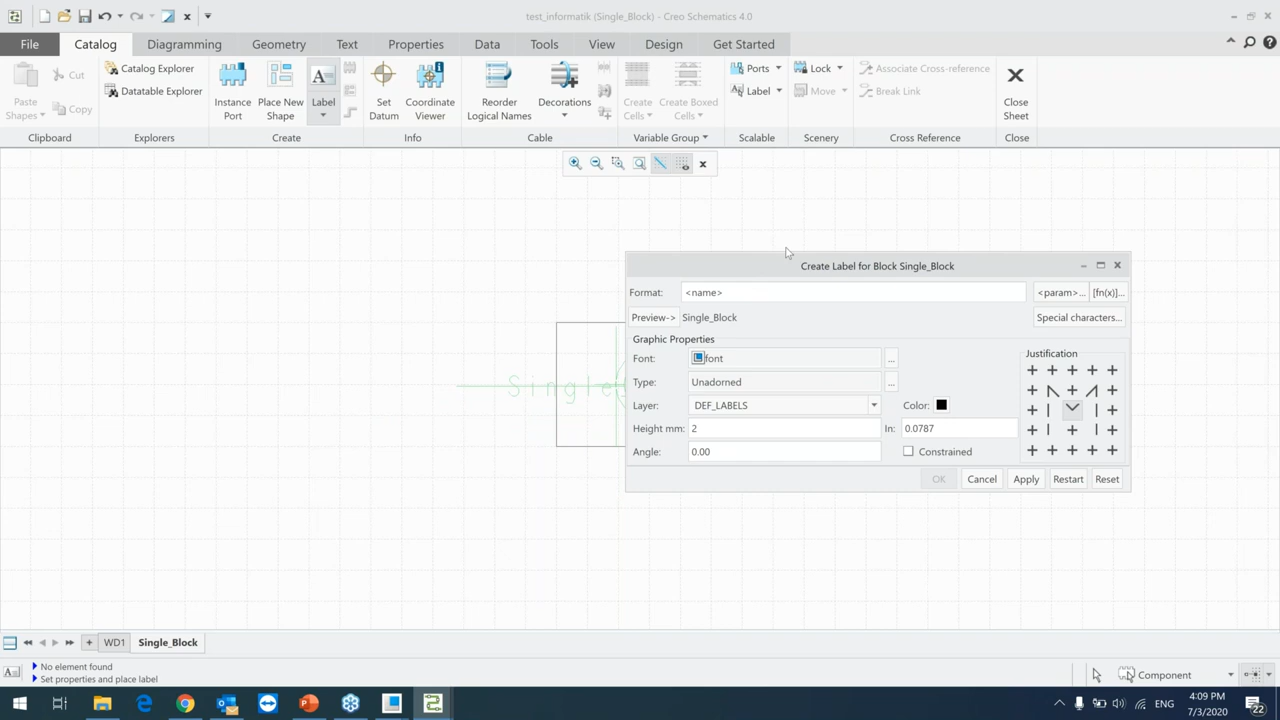 test_informatik (Single_Block) - Creo Schematics 4.0
File Catalog Diagramming Geometry Text Properties Data Tools View Design Get Started
Paste Shapes
Cut
Copy
Clipboard
Catalog Explorer
Datatable Explorer
Explorers
Instance Port
Place New Shape
Label
Create
Set Datum
Coordinate Viewer
Info
Reorder Logical Names
Decorations
Cable
Create Cells
Create Boxed Cells
Variable Group
Ports
Label
Scalable
Lock
Move
Scenery
Associate Cross-reference
Break Link
Cross Reference
Close Sheet
Close
Single
Create Label for Block Single_Block
Format: <name> <param>... [fn(x)]...
Preview-> Single_Block Special characters...
Graphic Properties
Font: font ...
Type: Unadorned ...
Layer: DEF_LABELS Color:
Height mm: 2 In: 0.0787
Angle: 0.00 Constrained
Justification
OK Cancel Apply Restart Reset
WD1 Single_Block
No element found
Set properties and place label
Component
4:09 PM
7/3/2020
22